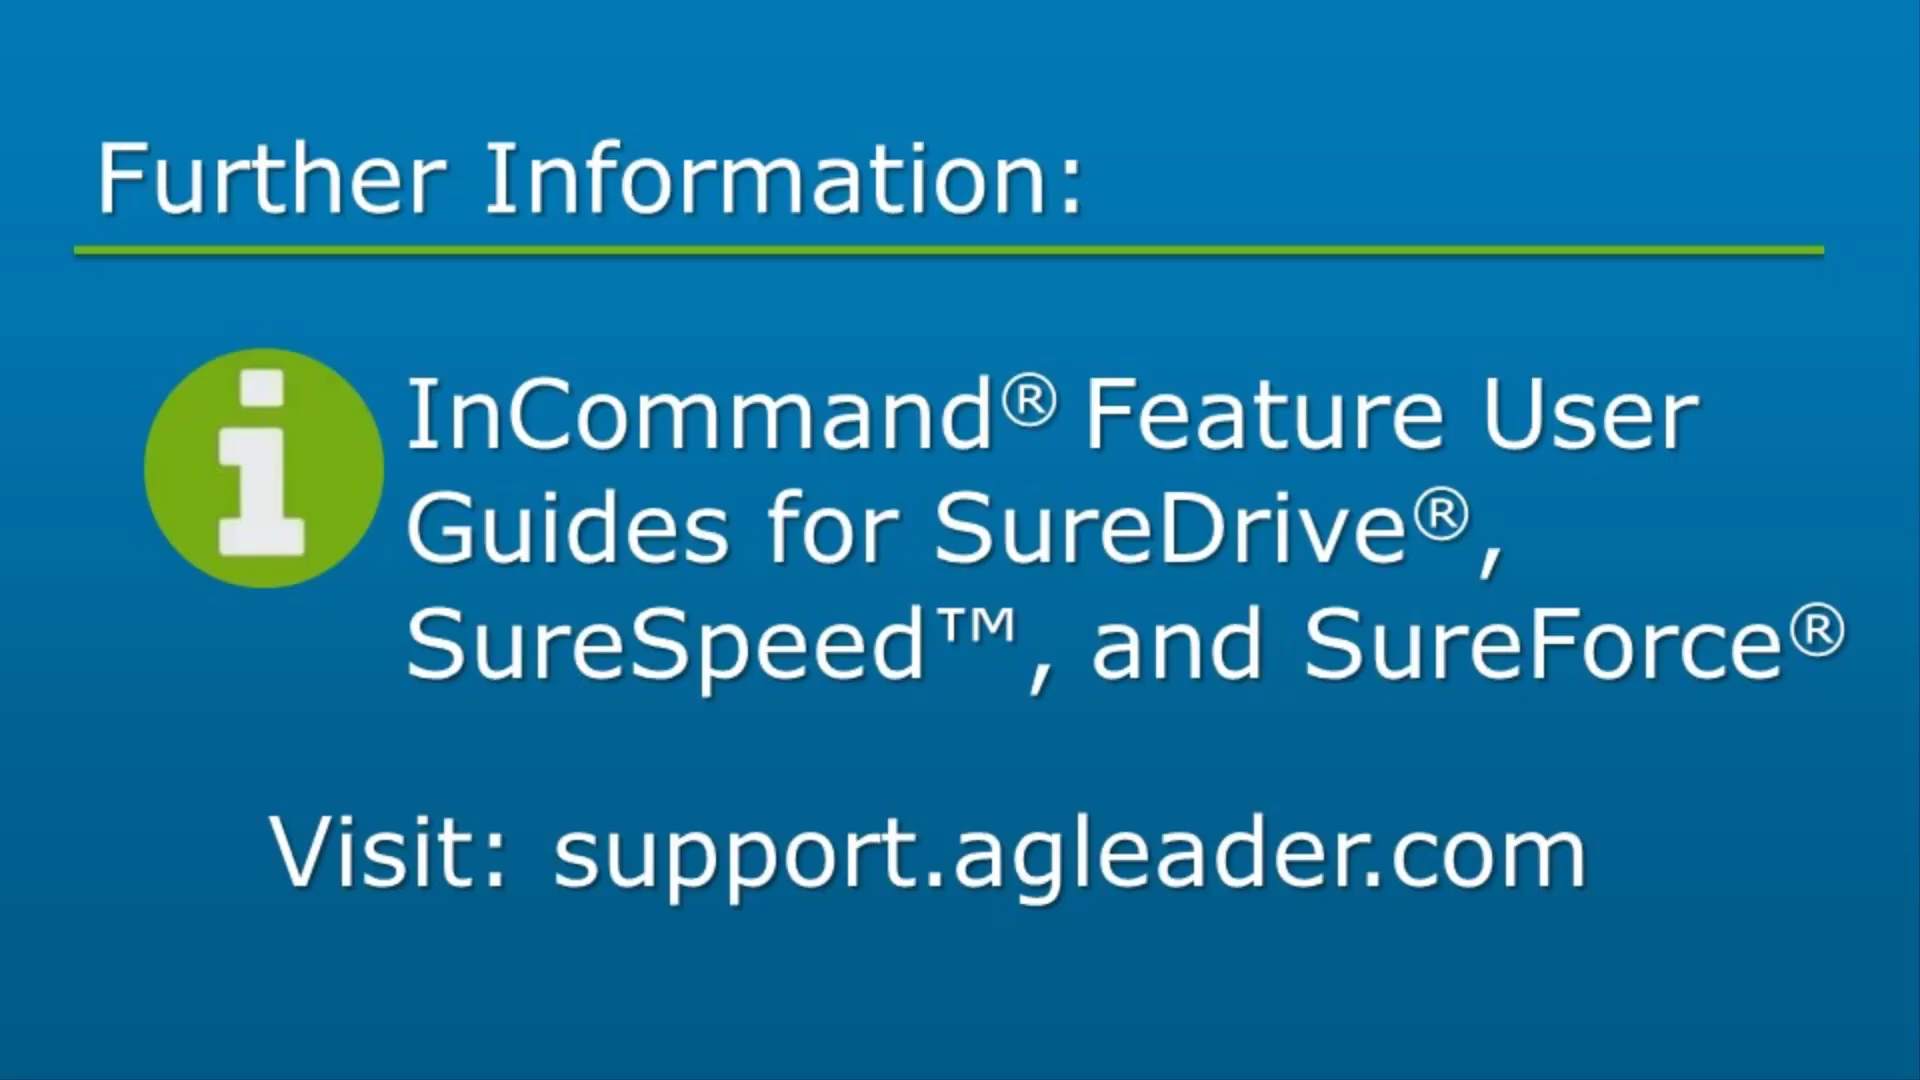 Further Information:
InCommand® Feature User
Guides for SureDrive®,
SureSpeed™, and SureForce®
Visit: support.agleader.com